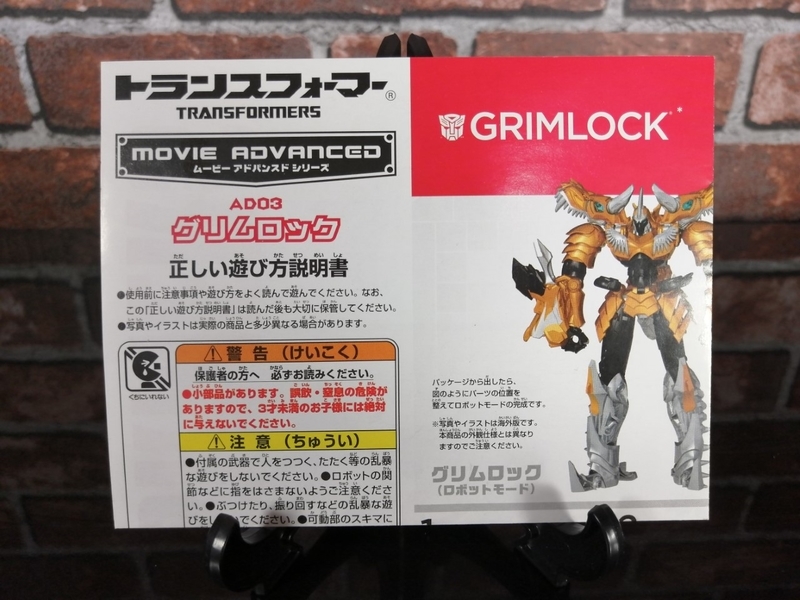 トランスフォーマー®
TRANSFORMERS
MOVIE ADVANCED
ムービー アドバンスド シリーズ
AD03
グリムロック
正しい遊び方説明書
●使用前に注意事項や遊び方をよく読んで遊んでください。なお、
この「正しい遊び方説明書」は読んだ後も大切に保管してください。
●写真やイラストは実際の商品と多少異なる場合があります。
くちにいれない
警告（けいこく）
保護者の方へ 必ずお読みください。
●小部品があります。誤飲・窒息の危険が
ありますので、3才未満のお子様には絶対
に与えないでください。
注意（ちゅうい）
●付属の武器で人をつつく、たたく等の乱暴
な遊びをしないでください。●ロボットの関
節などに指をはさまないようご注意くださ
い。●ぶつけたり、振り回すなどの乱暴な遊
びをし
●可動部のスキマに
GRIMLOCK*
パッケージから出したら、
図のようにパーツの位置を
整えてロボットモードの完成です。
※写真やイラストは海外版です。
本商品の外観仕様とは異なり
ますのでご注意ください。
グリムロック
（ロボットモード）